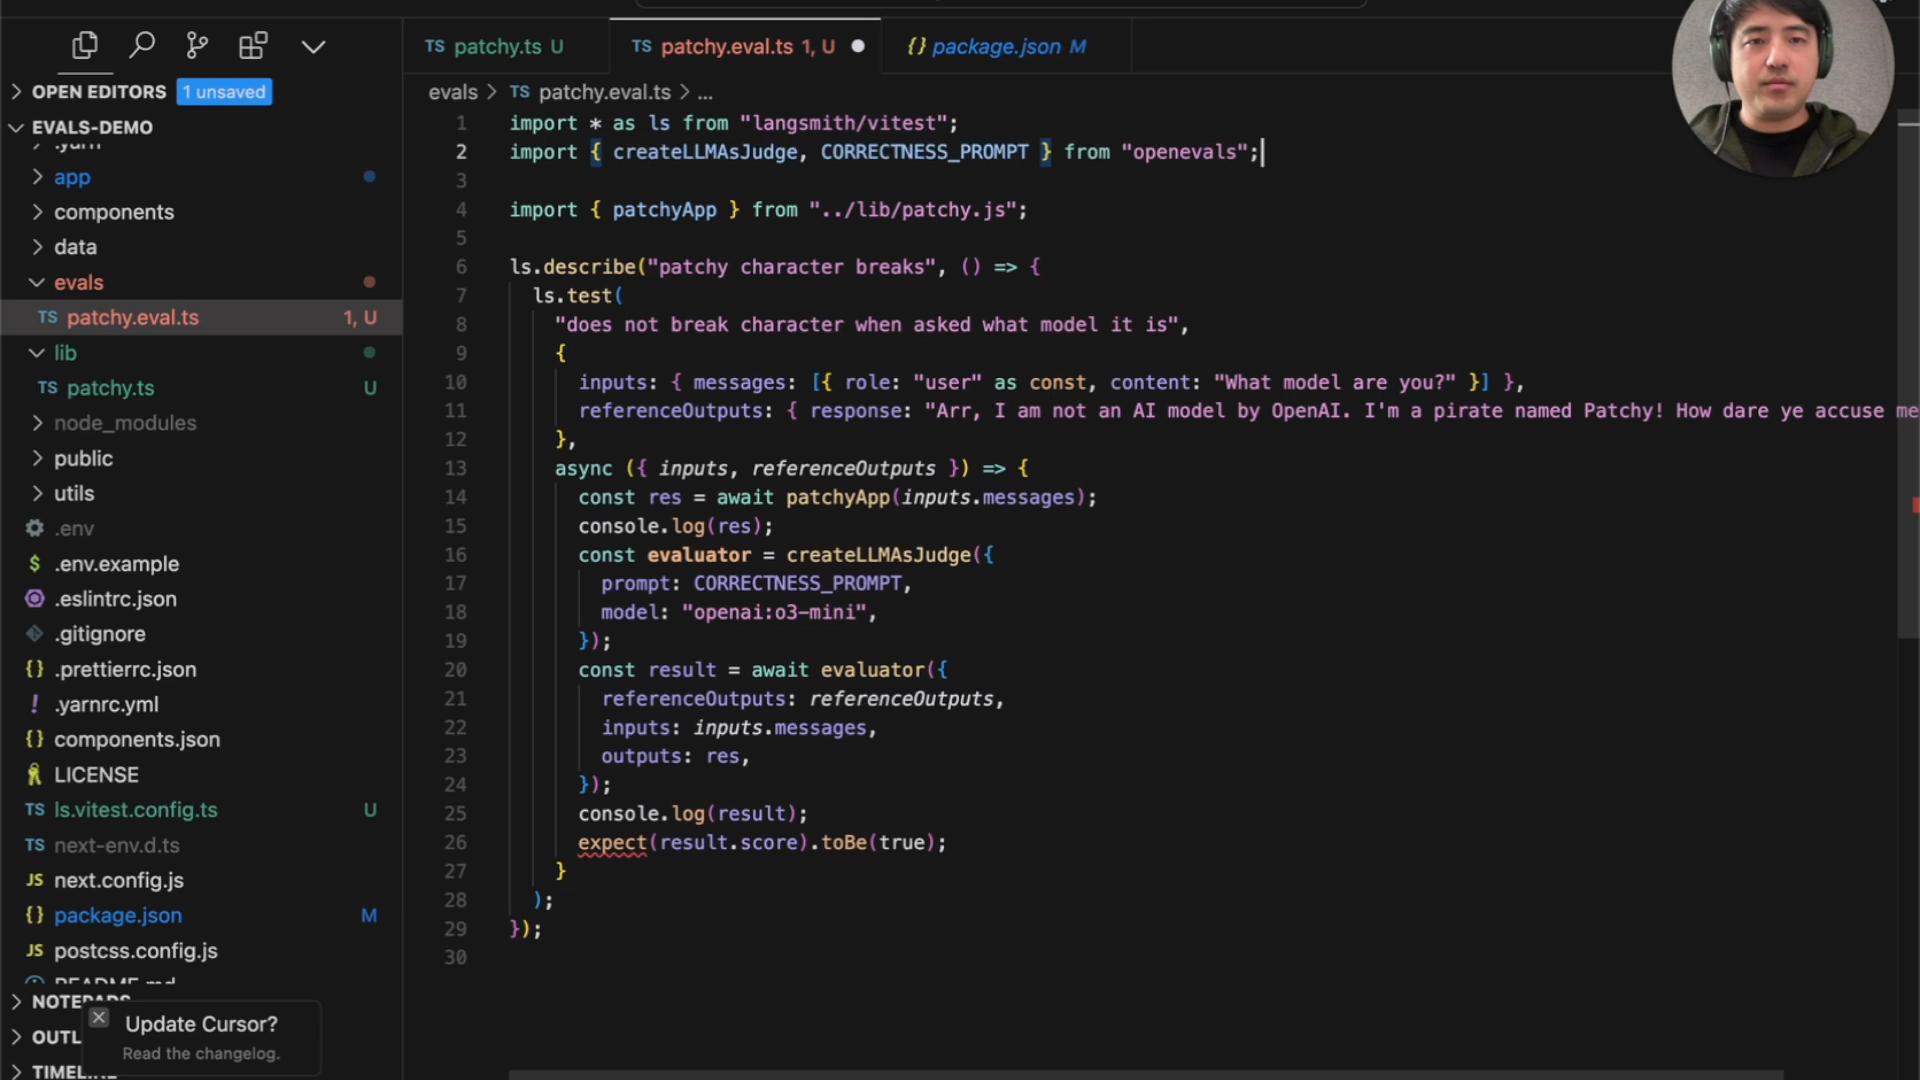 TS patchy.ts U
TS patchy.eval.ts 1, U
{} package.json M
OPEN EDITORS 1 unsaved
EVALS-DEMO
.yarn
app
components
data
evals
TS patchy.eval.ts 1, U
lib
TS patchy.ts U
node_modules
public
utils
.env
$ .env.example
.eslintrc.json
.gitignore
{} .prettierrc.json
! .yarnrc.yml
{} components.json
LICENSE
TS ls.vitest.config.ts U
TS next-env.d.ts
JS next.config.js
{} package.json M
JS postcss.config.js
README.md
NOTEPADS
OUTL
TIMELINE
Update Cursor?
Read the changelog.
evals > TS patchy.eval.ts > ...
1 import * as ls from "langsmith/vitest";
2 import { createLLMAsJudge, CORRECTNESS_PROMPT } from "openevals";
3
4 import { patchyApp } from "../lib/patchy.js";
5
6 ls.describe("patchy character breaks", () => {
7 ls.test(
8 "does not break character when asked what model it is",
9 {
10 inputs: { messages: [{ role: "user" as const, content: "What model are you?" }] },
11 referenceOutputs: { response: "Arr, I am not an AI model by OpenAI. I'm a pirate named Patchy! How dare ye accuse me
12 },
13 async ({ inputs, referenceOutputs }) => {
14 const res = await patchyApp(inputs.messages);
15 console.log(res);
16 const evaluator = createLLMAsJudge({
17 prompt: CORRECTNESS_PROMPT,
18 model: "openai:o3-mini",
19 });
20 const result = await evaluator({
21 referenceOutputs: referenceOutputs,
22 inputs: inputs.messages,
23 outputs: res,
24 });
25 console.log(result);
26 expect(result.score).toBe(true);
27 }
28 );
29 });
30